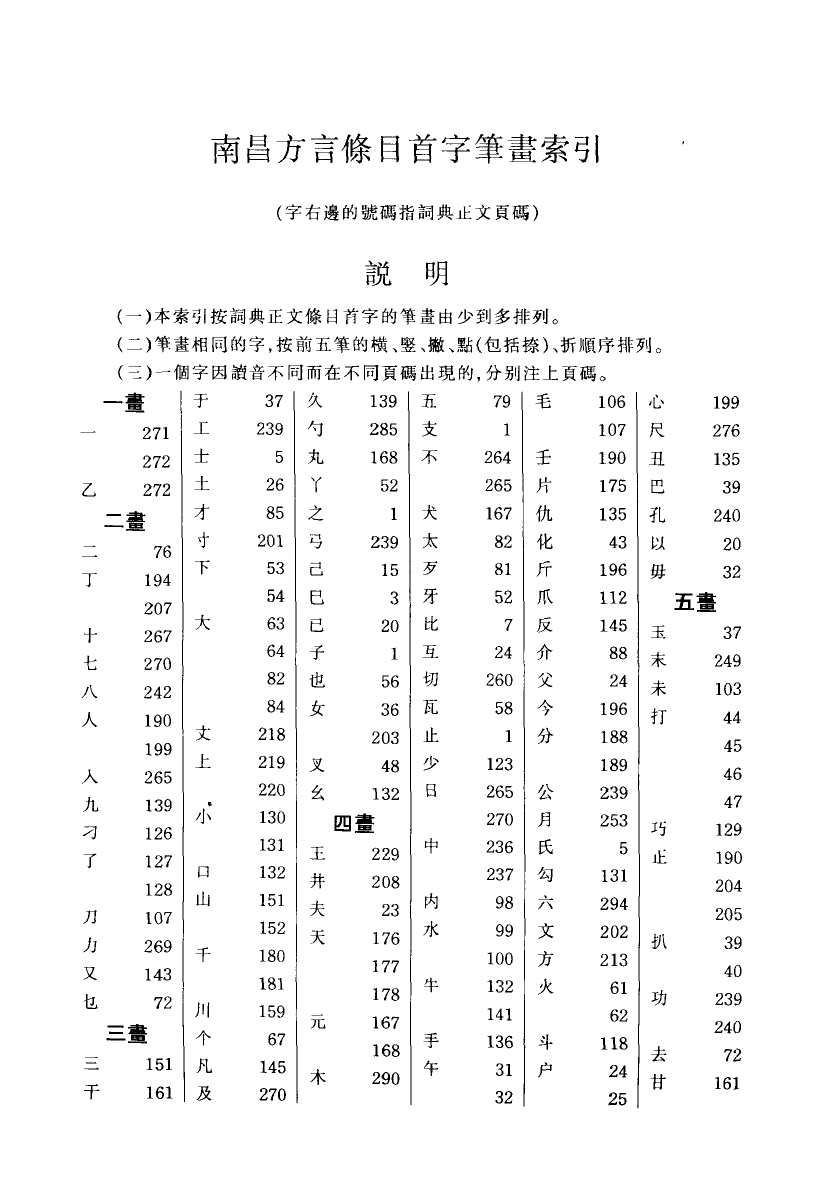 南昌方言條目首字筆畫索引
(字右邊的號碼指詞典正文頁碼)
説 明
(一)本索引按詞典正文條目首字的筆畫由少到多排列。
(二)筆畫相同的字,按前五筆的横、竪、撇、點(包括捺)、折順序排列。
(三)一個字因讀音不同而在不同頁碼出現的,分别注上頁碼。
一畫
一 271
272
乙 272
二畫
二 76
丁 194
207
十 267
七 270
八 242
人 190
199
入 265
九 139
刁 126
了 127
128
刀 107
力 269
又 143
乜 72
三畫
三 151
干 161
于 37
工 239
士 5
土 26
才 85
寸 201
下 53
54
大 63
64
82
84
丈 218
上 219
220
小 130
131
口 132
山 151
152
千 180
181
川 159
个 67
凡 145
及 270
久 139
勺 285
丸 168
丫 52
之 1
弓 239
己 15
巳 3
已 20
子 1
也 56
女 36
203
叉 48
幺 132
四畫
王 229
井 208
夫 23
天 176
177
178
元 167
168
木 290
五 79
支 1
不 264
265
犬 167
太 82
歹 81
牙 52
比 7
互 24
切 260
瓦 58
止 1
少 123
日 265
270
中 236
237
内 98
水 99
100
牛 132
141
手 136
午 31
32
毛 106
107
壬 190
片 175
仇 135
化 43
斤 196
爪 112
反 145
介 88
父 24
今 196
分 188
189
公 239
月 253
氏 5
勾 131
六 294
文 202
方 213
火 61
62
斗 118
户 24
25
心 199
尺 276
丑 135
巴 39
孔 240
以 20
毋 32
五畫
玉 37
末 249
未 103
打 44
45
46
47
巧 129
正 190
204
205
扒 39
40
功 239
240
去 72
甘 161